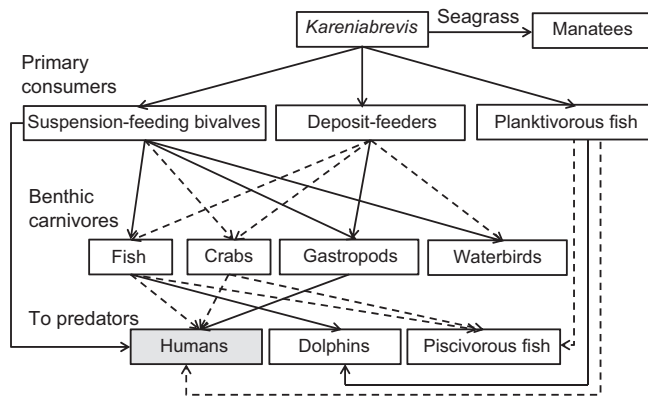 Kareniabrevis
Seagrass
Manatees
Primary
consumers
Suspension-feeding bivalves
Deposit-feeders
Planktivorous fish
Benthic
carnivores
Fish
Crabs
Gastropods
Waterbirds
To predators
Humans
Dolphins
Piscivorous fish